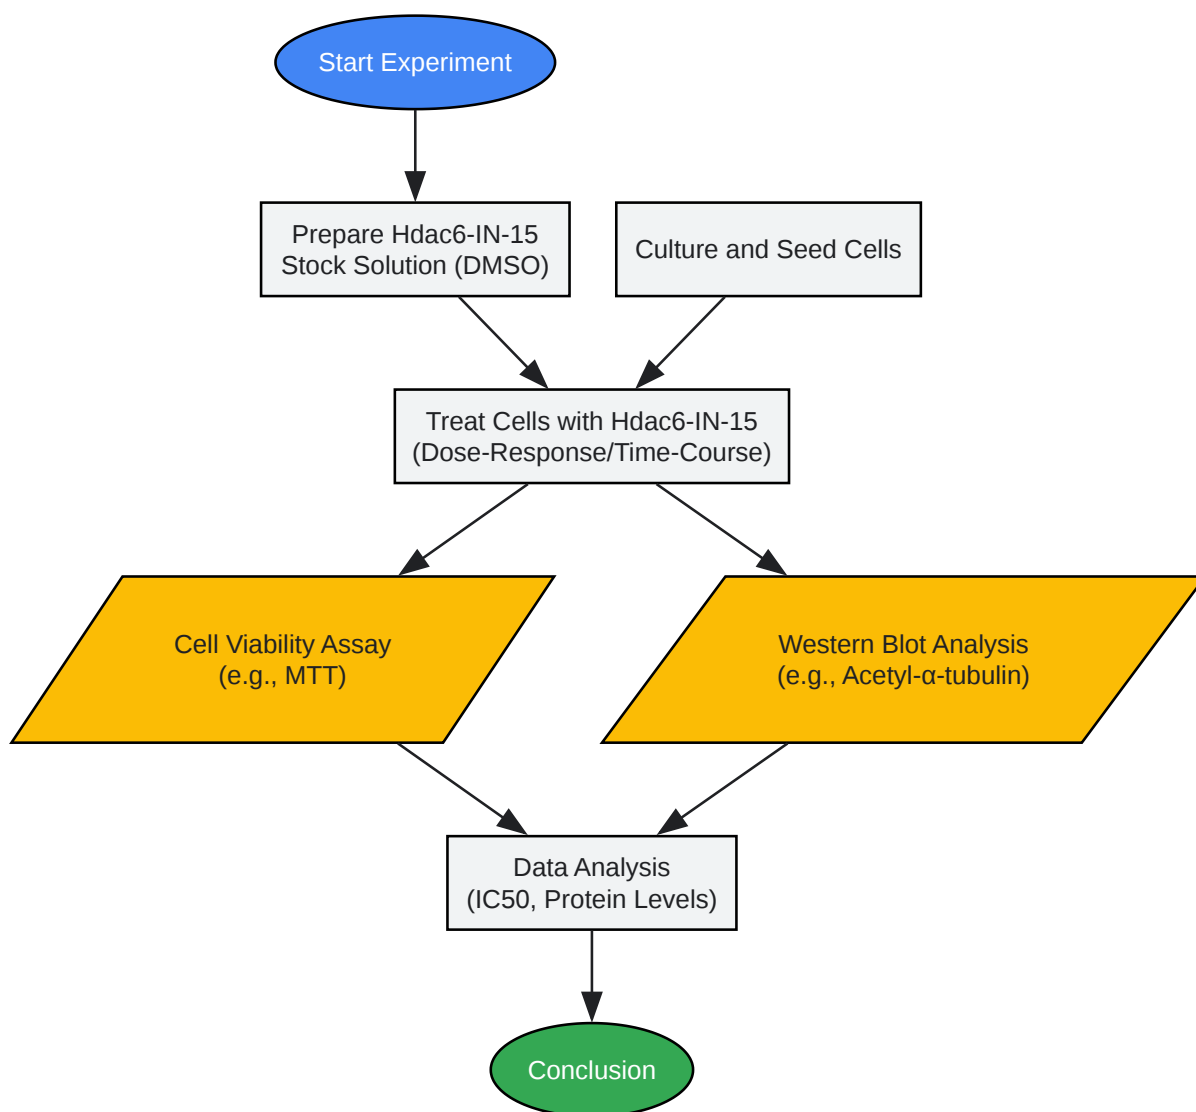 Start Experiment
Prepare Hdac6-IN-15
Stock Solution (DMSO)
Culture and Seed Cells
Treat Cells with Hdac6-IN-15
(Dose-Response/Time-Course)
Cell Viability Assay
(e.g., MTT)
Western Blot Analysis
(e.g., Acetyl-α-tubulin)
Data Analysis
(IC50, Protein Levels)
Conclusion